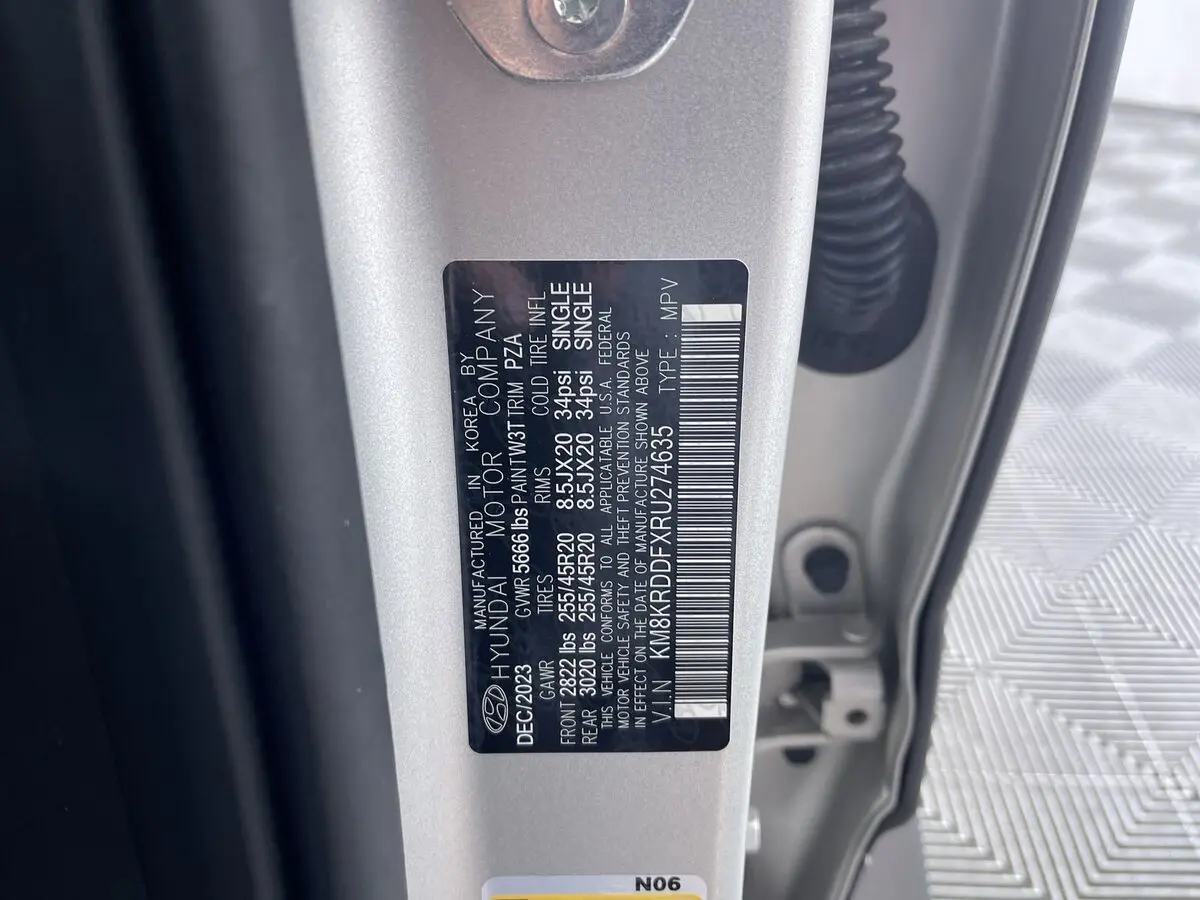 MANUFACTURED IN KOREA BY
HYUNDAI MOTOR COMPANY
DEC/2023 GVWR 5666 lbs PAINT W3T TRIM PZA
GAWR TIRES RIMS COLD TIRE INFL
FRONT 2822 lbs 255/45R20 8.5JX20 34psi SINGLE
REAR 3020 lbs 255/45R20 8.5JX20 34psi SINGLE
THIS VEHICLE CONFORMS TO ALL APPLICATABLE U.S.A. FEDERAL
MOTOR VEHICLE SAFETY AND THEFT PREVENTION STANDARDS
IN EFFECT ON THE DATE OF MANUFACTURE SHOWN ABOVE
V.I.N KM8KRDDFXRU274635 TYPE : MPV
N06